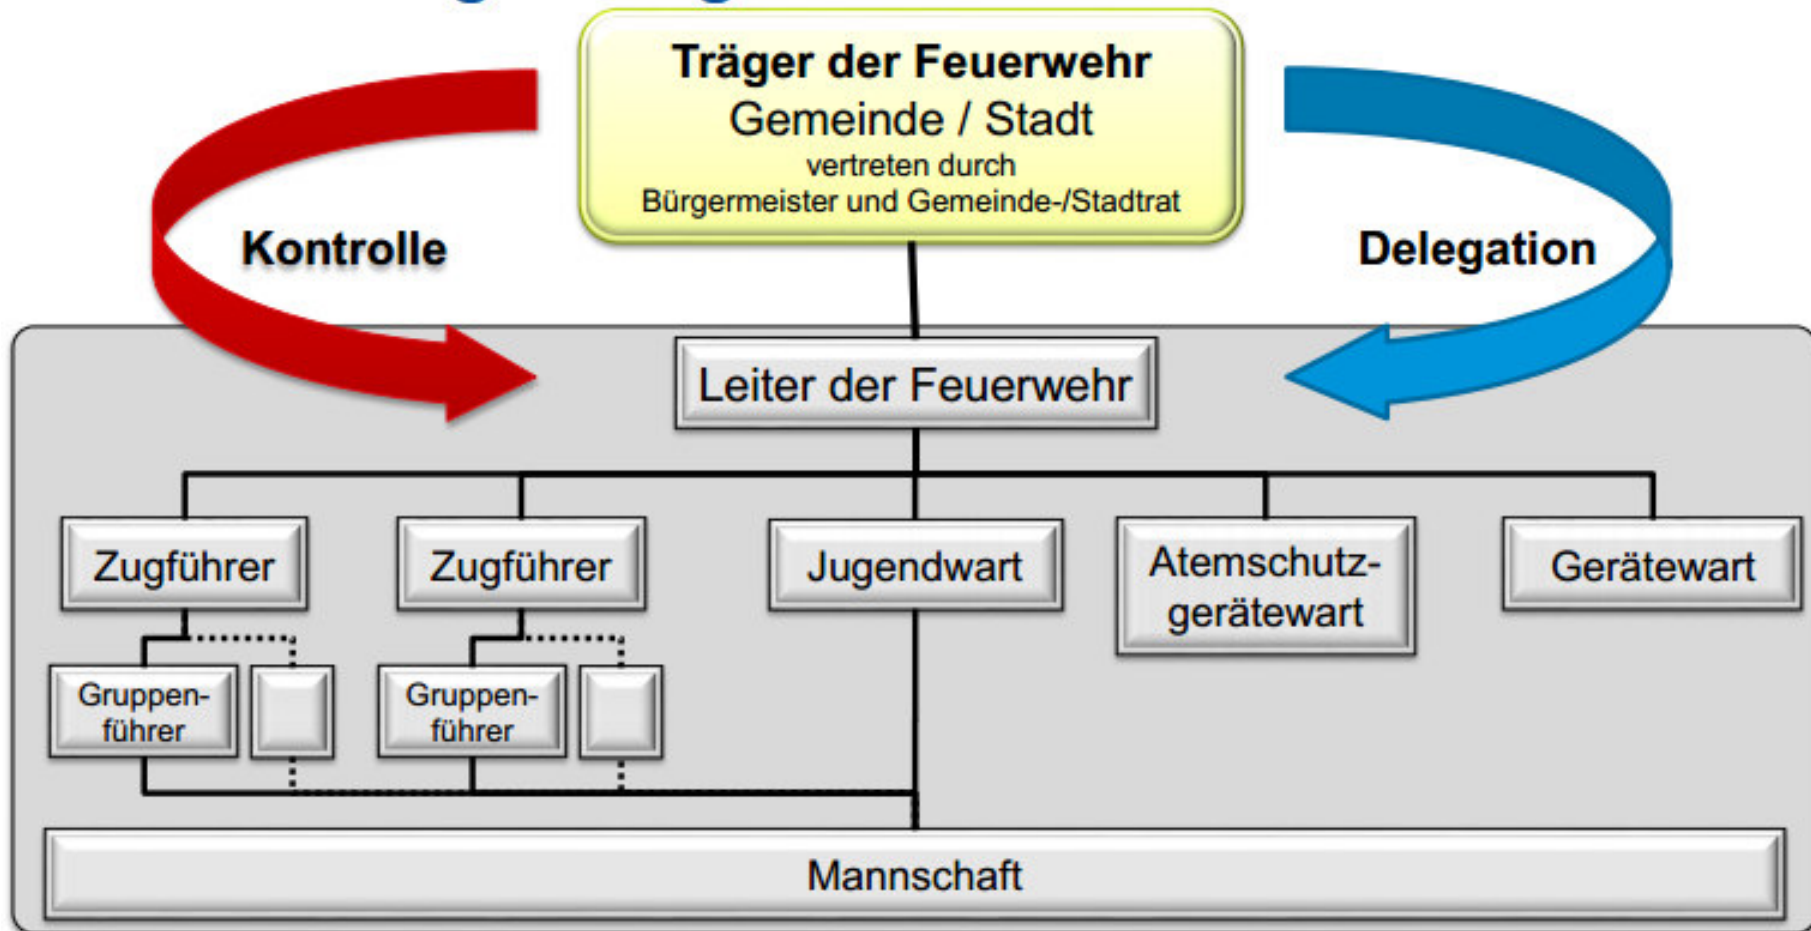 Träger der Feuerwehr
Gemeinde / Stadt
vertreten durch
Bürgermeister und Gemeinde-/Stadtrat
Kontrolle
Delegation
Leiter der Feuerwehr
Zugführer
Zugführer
Jugendwart
Atemschutz-
gerätewart
Gerätewart
Gruppen-
führer
Gruppen-
führer
Mannschaft